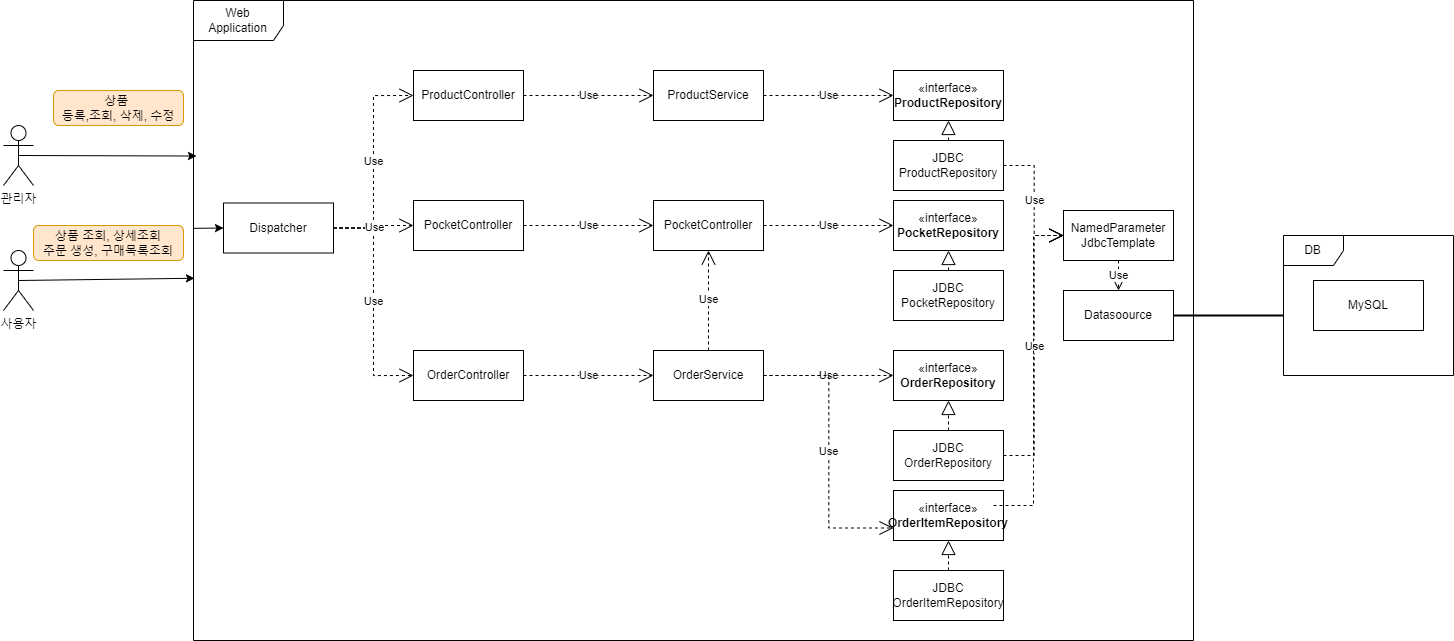 Web
Application
상품
등록,조회, 삭제, 수정
관리자
상품 조회, 상세조회
주문 생성, 구매목록조회
사용자
Dispatcher
Use
Use
Use
ProductController
Use
ProductService
Use
«interface»
ProductRepository
JDBC
ProductRepository
PocketController
Use
PocketController
Use
«interface»
PocketRepository
JDBC
PocketRepository
Use
OrderController
Use
OrderService
Use
Use
«interface»
OrderRepository
JDBC
OrderRepository
«interface»
OrderItemRepository
JDBC
OrderItemRepository
Use
Use
NamedParameter
JdbcTemplate
Use
Datasoource
DB
MySQL